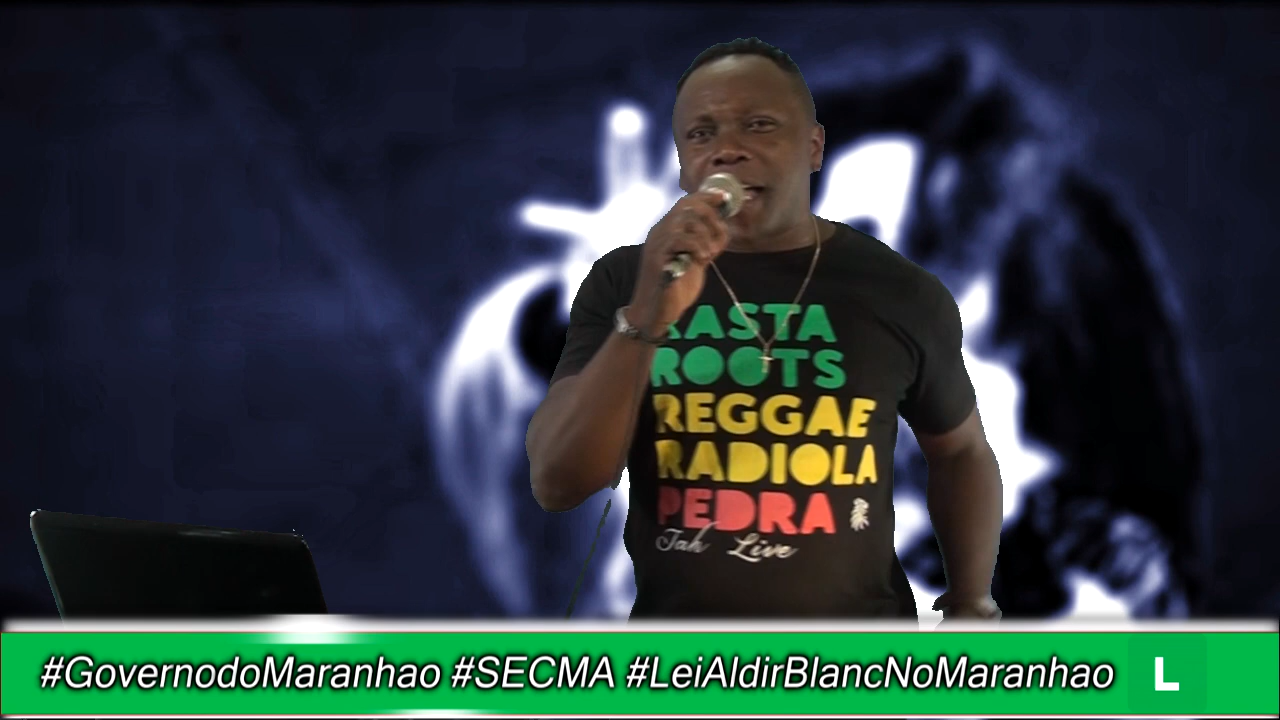 RASTA
ROOTS
REGGAE
RADIOLA
PEDRA
Jah Live
#GovernodoMaranhao #SECMA #LeiAldirBlancNoMaranhao L